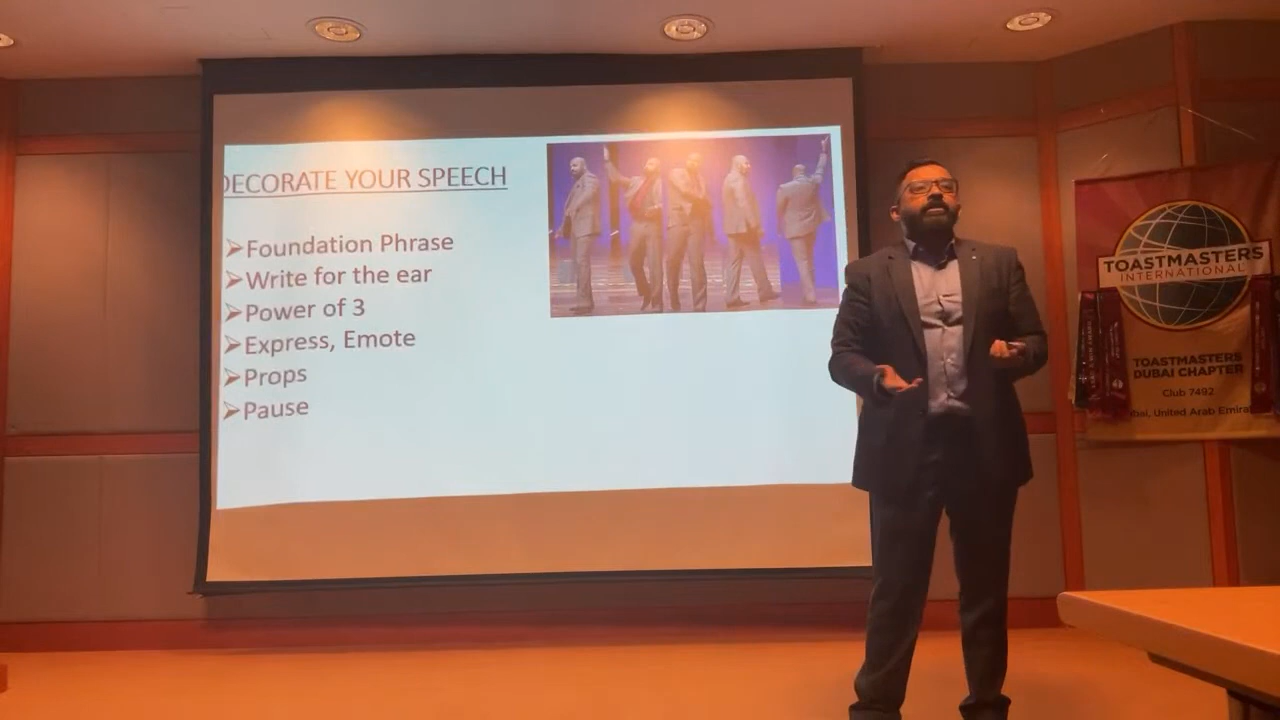 DECORATE YOUR SPEECH
➢Foundation Phrase
➢Write for the ear
➢Power of 3
➢Express, Emote
➢Props
➢Pause
TOASTMASTERS
INTERNATIONAL
TOASTMASTERS
DUBAI CHAPTER
Club 7492
United Arab